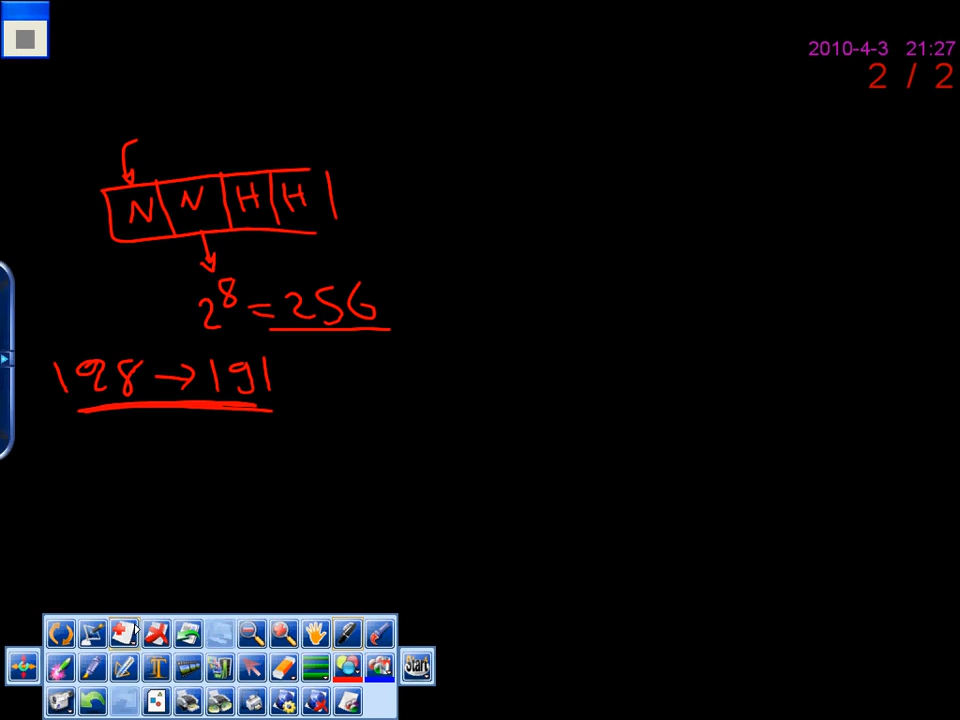 2010-4-3 21:27
2 / 2
N N H H
2⁸ = 256
128 → 191
T
Start